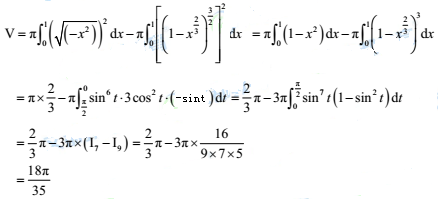 V = π∫₀¹(√(−x²))² dx − π∫₀¹[(1−x^(2/3))^(3/2)]² dx = π∫₀¹(1−x²)dx − π∫₀¹(1−x^(2/3))³ dx
= π×2/3 − π∫_(π/2)^0 sin⁶ t·3cos² t·(−sint)dt = 2/3 π − 3π∫₀^(π/2) sin⁷ t(1−sin² t)dt
= 2/3 π − 3π×(I₇ − I₉) = 2/3 π − 3π× 16/(9×7×5)
= 18π/35